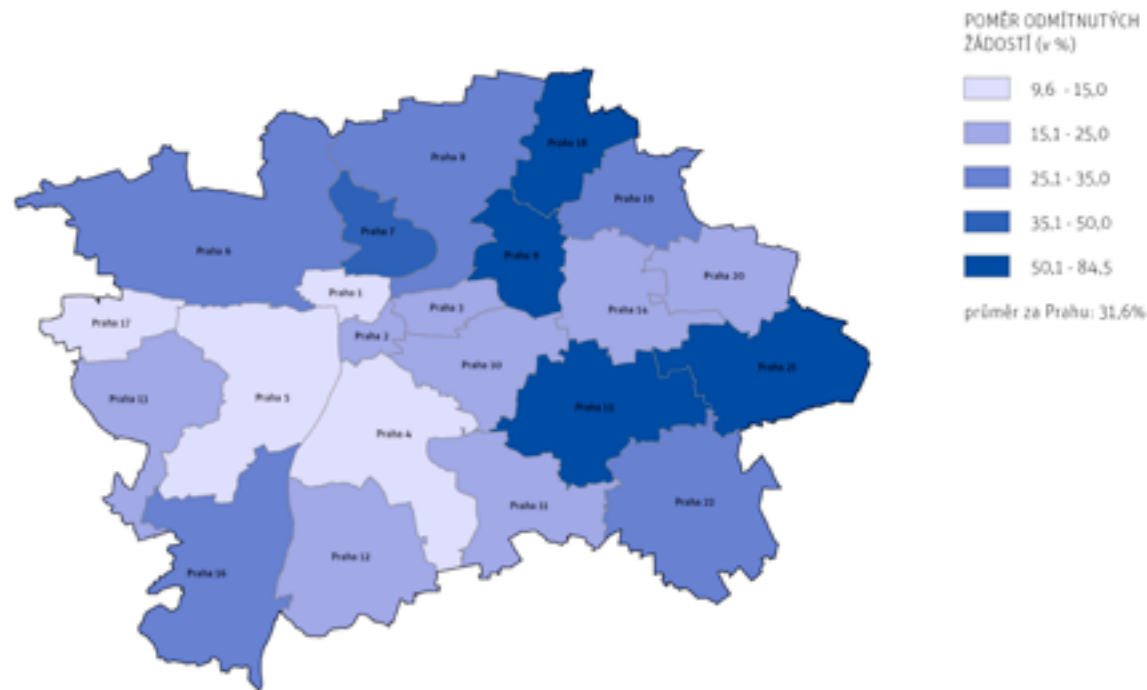 POMĚR ODMÍTNUTÝCH
ŽÁDOSTÍ (v %)
9,6 - 15,0
15,1 - 25,0
25,1 - 35,0
35,1 - 50,0
50,1 - 84,5
průměr za Prahu: 31,6%
Praha 18
Praha 8
Praha 19
Praha 7
Praha 6
Praha 9
Praha 20
Praha 1
Praha 3
Praha 14
Praha 17
Praha 2
Praha 10
Praha 21
Praha 13
Praha 5
Praha 15
Praha 4
Praha 11
Praha 22
Praha 12
Praha 16